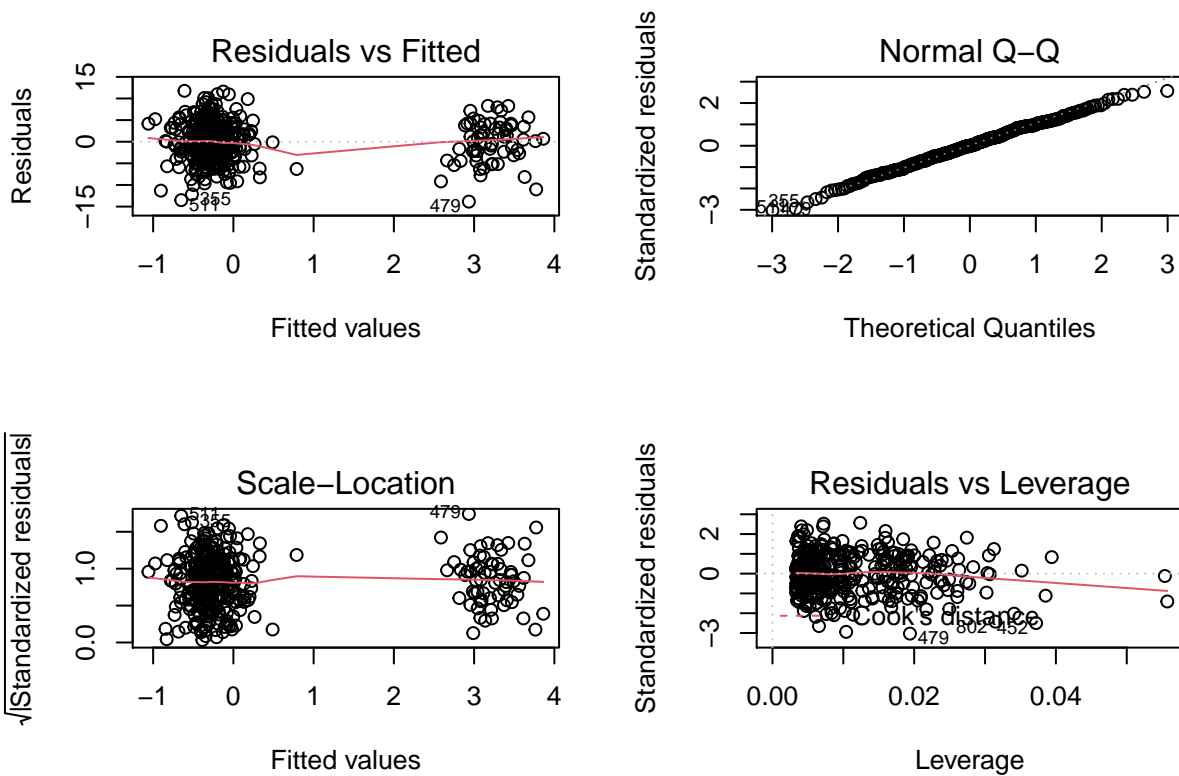 Residuals vs Fitted
Residuals
15
0
−15
−1 0 1 2 3 4
Fitted values
511
355
479
Normal Q−Q
Standardized residuals
2
0
−3
−3 −2 −1 0 1 2 3
Theoretical Quantiles
355
Scale−Location
√|Standardized residuals|
1.0
0.0
−1 0 1 2 3 4
Fitted values
511
355
479
Residuals vs Leverage
Standardized residuals
2
0
−3
0.00 0.02 0.04
Leverage
Cook's distance
479
802
452